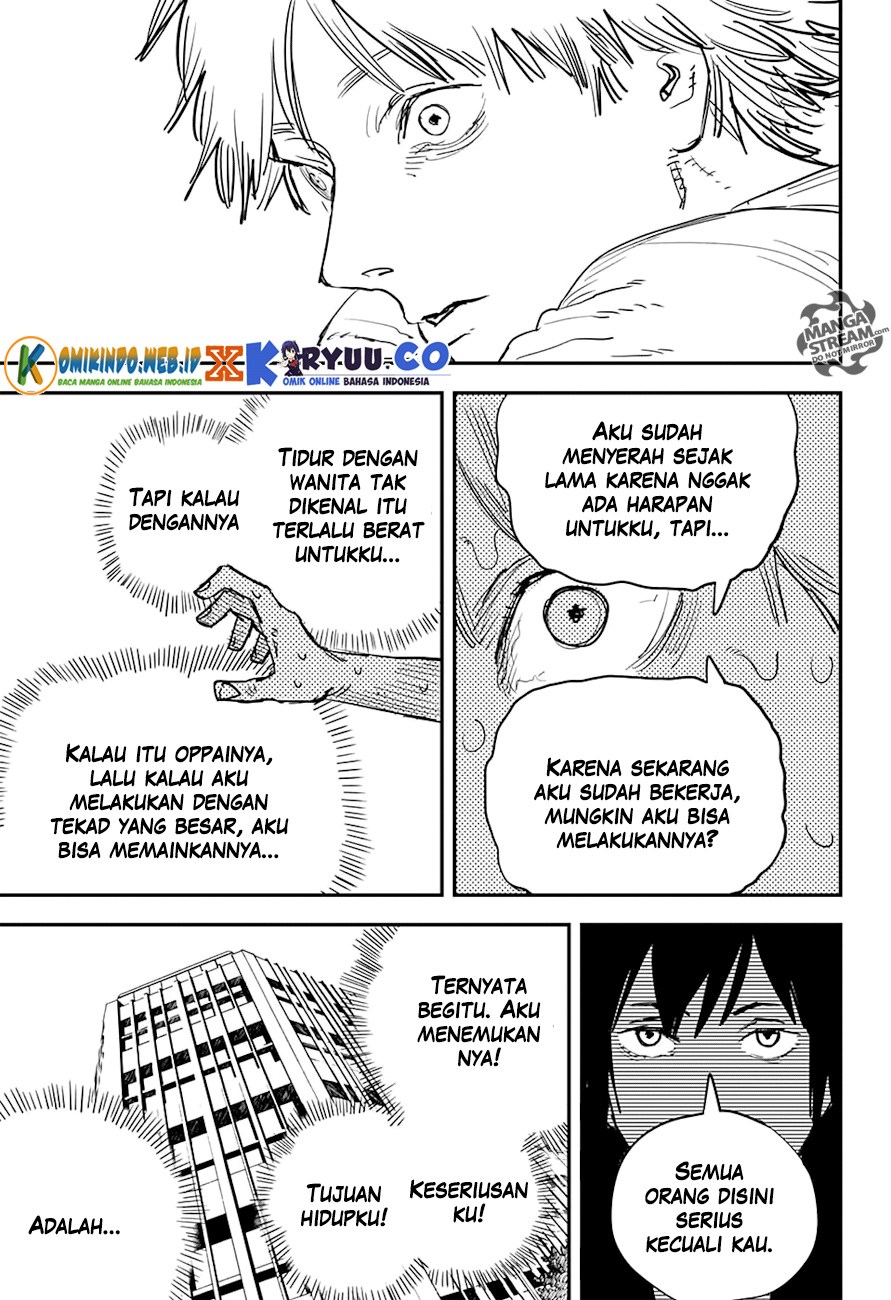 MANGA
STREAM.com
DO NOT MIRROR
KOMIKINDO.WEB.ID X KIRYUU.CO
BACA MANGA ONLINE BAHASA INDONESIA
OMIK ONLINE BAHASA INDONESIA
AKU SUDAH
MENYERAH SEJAK
LAMA KARENA NGGAK
ADA HARAPAN
UNTUKKU, TAPI...
KARENA SEKARANG
AKU SUDAH BEKERJA,
MUNGKIN AKU BISA
MELAKUKANNYA?
TIDUR DENGAN
WANITA TAK
DIKENAL ITU
TERLALU BERAT
UNTUKKU...
TAPI KALAU
DENGANNYA
KALAU ITU OPPAINYA,
LALU KALAU AKU
MELAKUKAN DENGAN
TEKAD YANG BESAR, AKU
BISA MEMAINKANNYA...
SEMUA
ORANG DISINI
SERIUS
KECUALI KAU.
TERNYATA
BEGITU. AKU
MENEMUKAN
NYA!
KESERIUSAN
KU!
TUJUAN
HIDUPKU!
ADALAH...